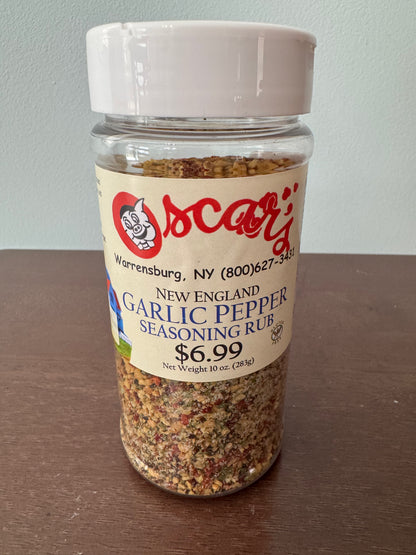 Oscar's
Warrensburg, NY (800)627-3431
NEW ENGLAND
GARLIC PEPPER
SEASONING RUB
$6.99
Net Weight 10 oz. (283g)